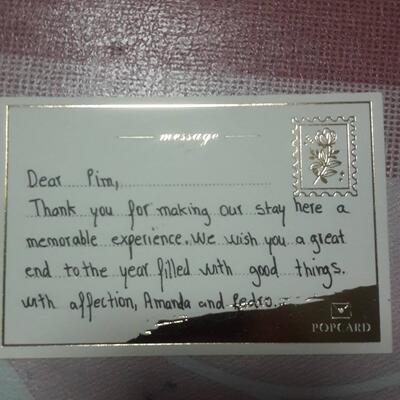 message
Dear Pim,
Thank you for making our stay here a
memorable experience. We wish you a great
end to the year filled with good things.
with affection, Amanda and Pedro.
POPCARD